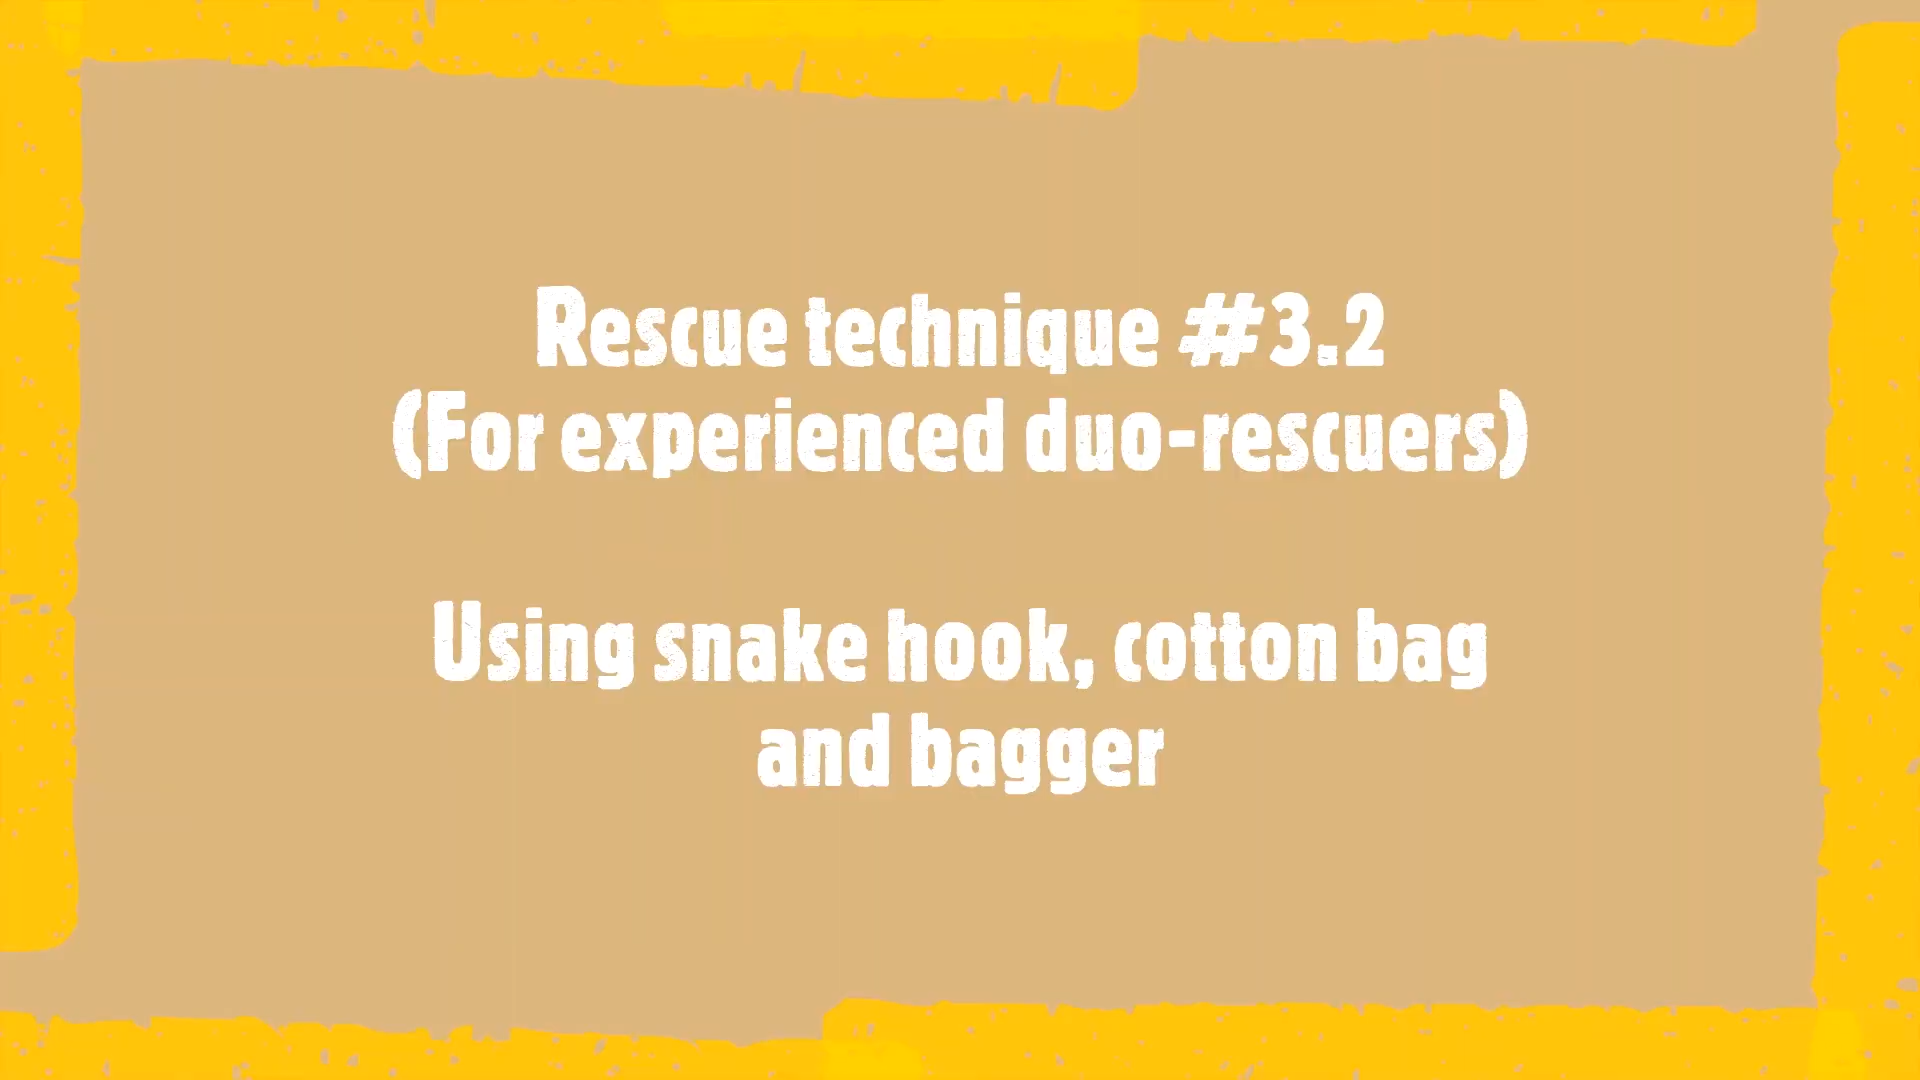 Rescue technique #3.2
(For experienced duo-rescuers)
Using snake hook, cotton bag
and bagger